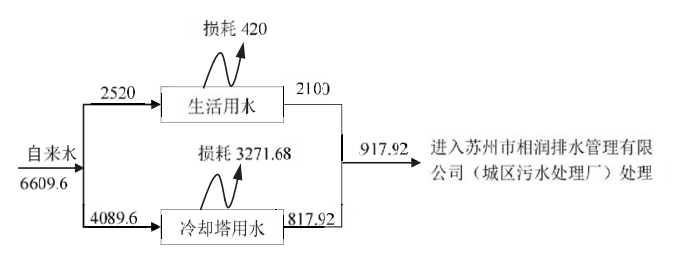 损耗 420
2520
生活用水
2100
自来水
6609.6
损耗 3271.68
917.92
进入苏州市相润排水管理有限
公司（城区污水处理厂）处理
4089.6
冷却塔用水
817.92